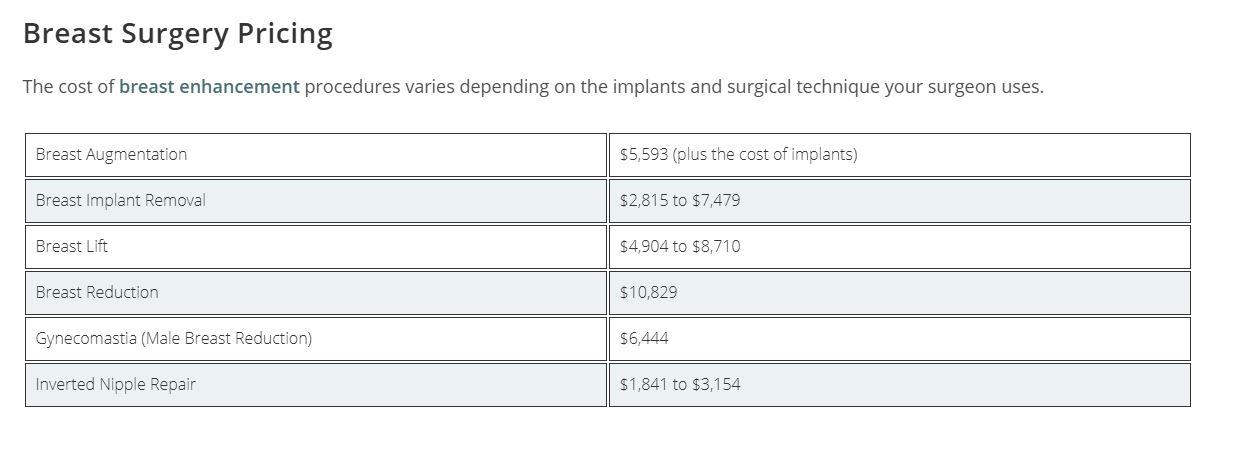 Breast Surgery Pricing
The cost of breast enhancement procedures varies depending on the implants and surgical technique your surgeon uses.
Breast Augmentation $5,593 (plus the cost of implants)
Breast Implant Removal $2,815 to $7,479
Breast Lift $4,904 to $8,710
Breast Reduction $10,829
Gynecomastia (Male Breast Reduction) $6,444
Inverted Nipple Repair $1,841 to $3,154